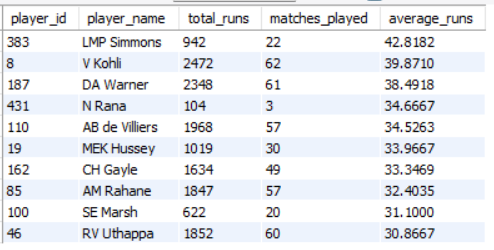 player_id player_name total_runs matches_played average_runs
383 LMP Simmons 942 22 42.8182
8 V Kohli 2472 62 39.8710
187 DA Warner 2348 61 38.4918
431 N Rana 104 3 34.6667
110 AB de Villiers 1968 57 34.5263
19 MEK Hussey 1019 30 33.9667
162 CH Gayle 1634 49 33.3469
85 AM Rahane 1847 57 32.4035
100 SE Marsh 622 20 31.1000
46 RV Uthappa 1852 60 30.8667